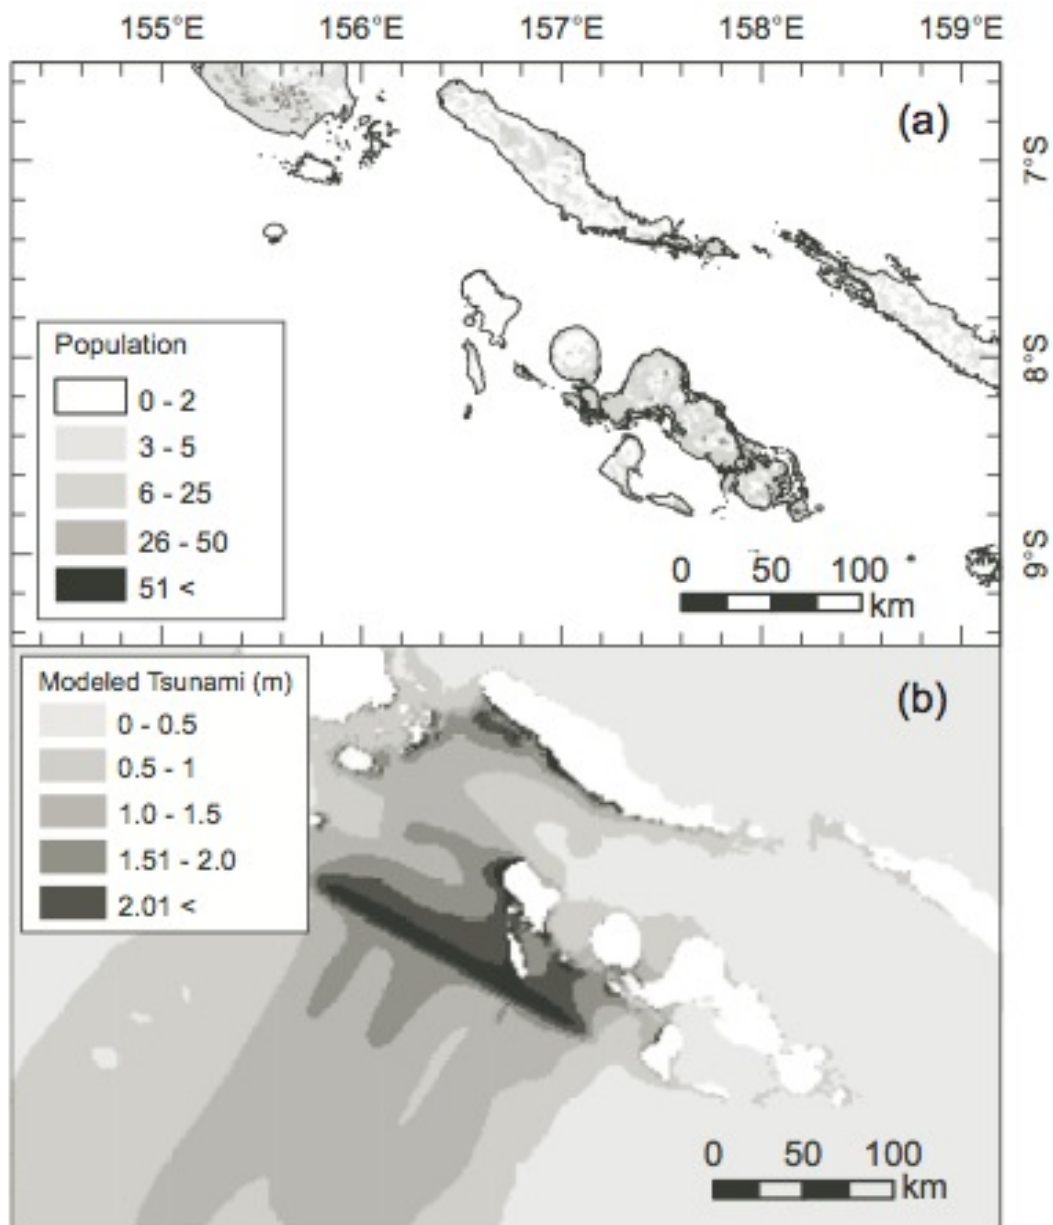 155°E 156°E 157°E 158°E 159°E
(a)
7°S
8°S
9°S
Population
0 - 2
3 - 5
6 - 25
26 - 50
51 <
0 50 100
km
(b)
Modeled Tsunami (m)
0 - 0.5
0.5 - 1
1.0 - 1.5
1.51 - 2.0
2.01 <
0 50 100
km